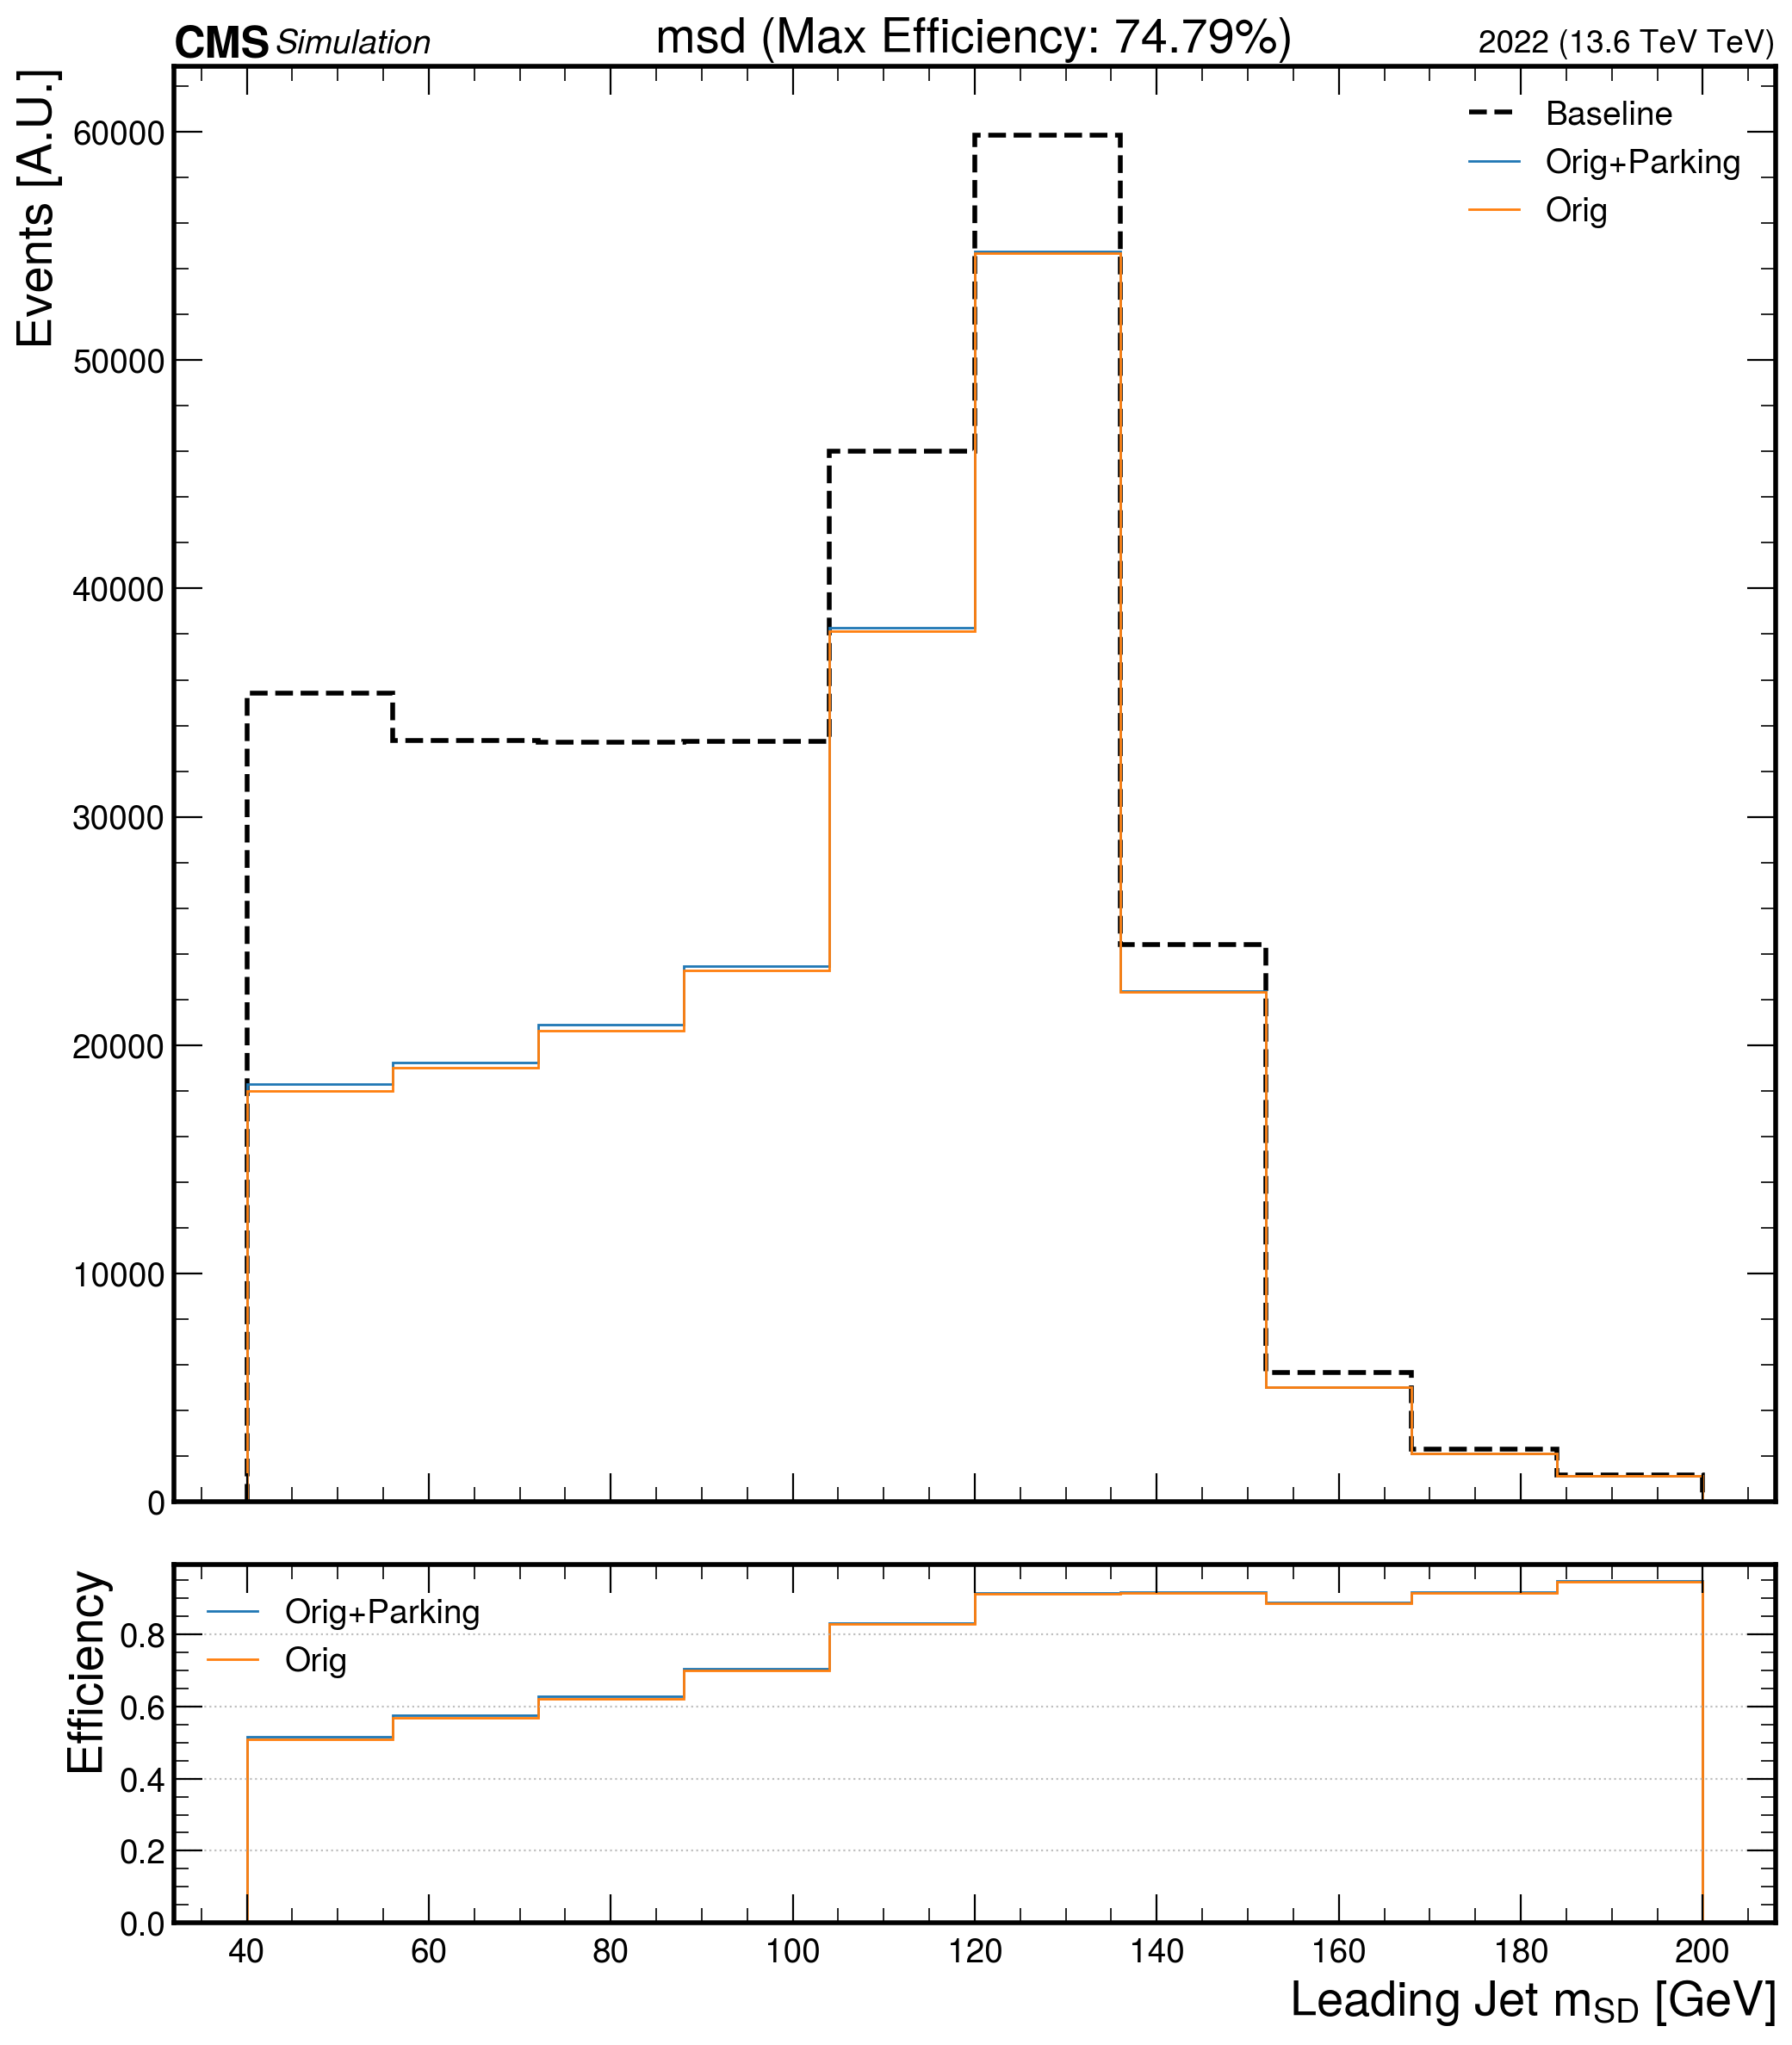 CMS Simulation
msd (Max Efficiency: 74.79%)
2022 (13.6 TeV TeV)
Events [A.U.]
60000
50000
40000
30000
20000
10000
0
Baseline
Orig+Parking
Orig
Efficiency
0.8
0.6
0.4
0.2
0.0
Orig+Parking
Orig
40 60 80 100 120 140 160 180 200
Leading Jet mSD [GeV]